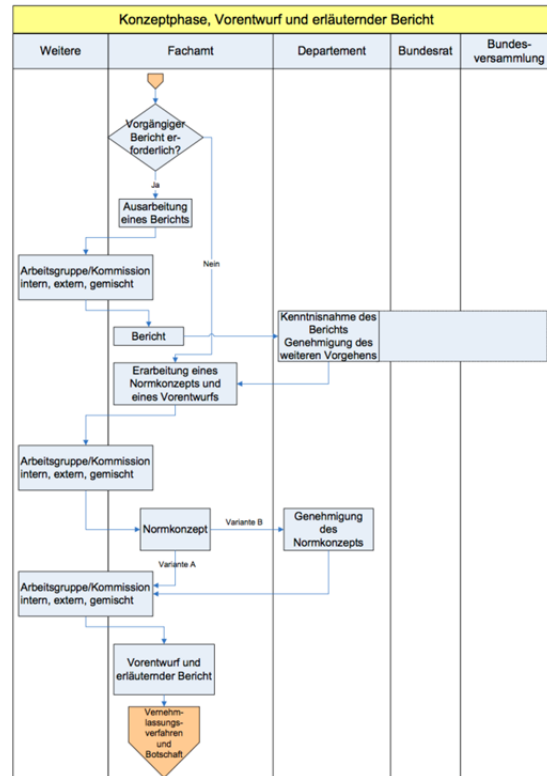 Konzeptphase, Vorentwurf und erläuternder Bericht
Weitere
Fachamt
Departement
Bundesrat
Bundes-
versammlung
Vorgängiger
Bericht er-
forderlich?
Ja
Nein
Ausarbeitung
eines Berichts
Arbeitsgruppe/Kommission
intern, extern, gemischt
Bericht
Kenntnisnahme des
Berichts
Genehmigung des
weiteren Vorgehens
Erarbeitung eines
Normkonzepts und
eines Vorentwurfs
Arbeitsgruppe/Kommission
intern, extern, gemischt
Normkonzept
Variante B
Genehmigung
des
Normkonzepts
Variante A
Arbeitsgruppe/Kommission
intern, extern, gemischt
Vorentwurf und
erläuternder Bericht
Vernehm-
lassungs-
verfahren
und
Botschaft